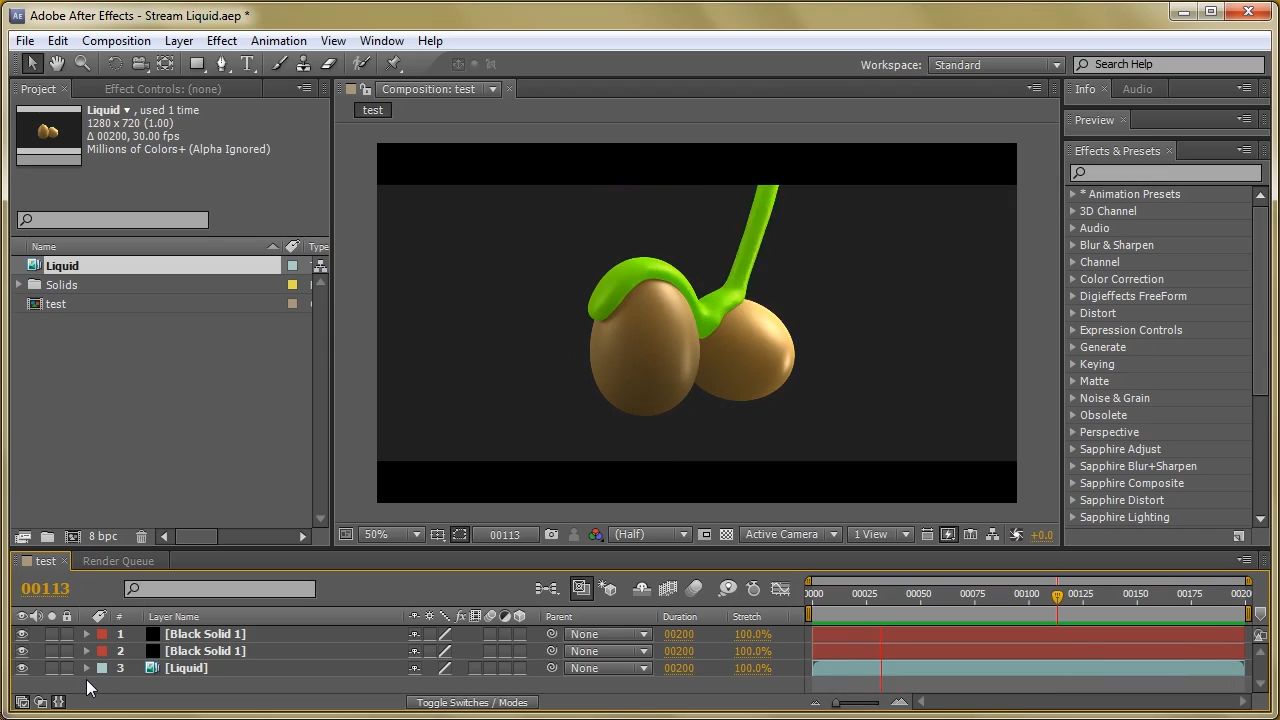 Adobe After Effects - Stream Liquid.aep *
File Edit Composition Layer Effect Animation View Window Help
Workspace: Standard Search Help
Project Effect Controls: (none) Composition: test Info Audio
Liquid , used 1 time
1280 x 720 (1.00)
Δ 00200, 30.00 fps
Millions of Colors+ (Alpha Ignored)
test
Preview
Effects & Presets
* Animation Presets
3D Channel
Audio
Blur & Sharpen
Channel
Color Correction
Digieffects FreeForm
Distort
Expression Controls
Generate
Keying
Matte
Noise & Grain
Obsolete
Perspective
Sapphire Adjust
Sapphire Blur+Sharpen
Sapphire Composite
Sapphire Distort
Sapphire Lighting
Name Type
Liquid
Solids
test
8 bpc
50% 00113 (Half) Active Camera 1 View +0.0
test Render Queue
00113
0000 00025 00050 00075 00100 00125 00150 00175 0020
# Layer Name Parent Duration Stretch
1 [Black Solid 1] None 00200 100.0%
2 [Black Solid 1] None 00200 100.0%
3 [Liquid] None 00200 100.0%
Toggle Switches / Modes